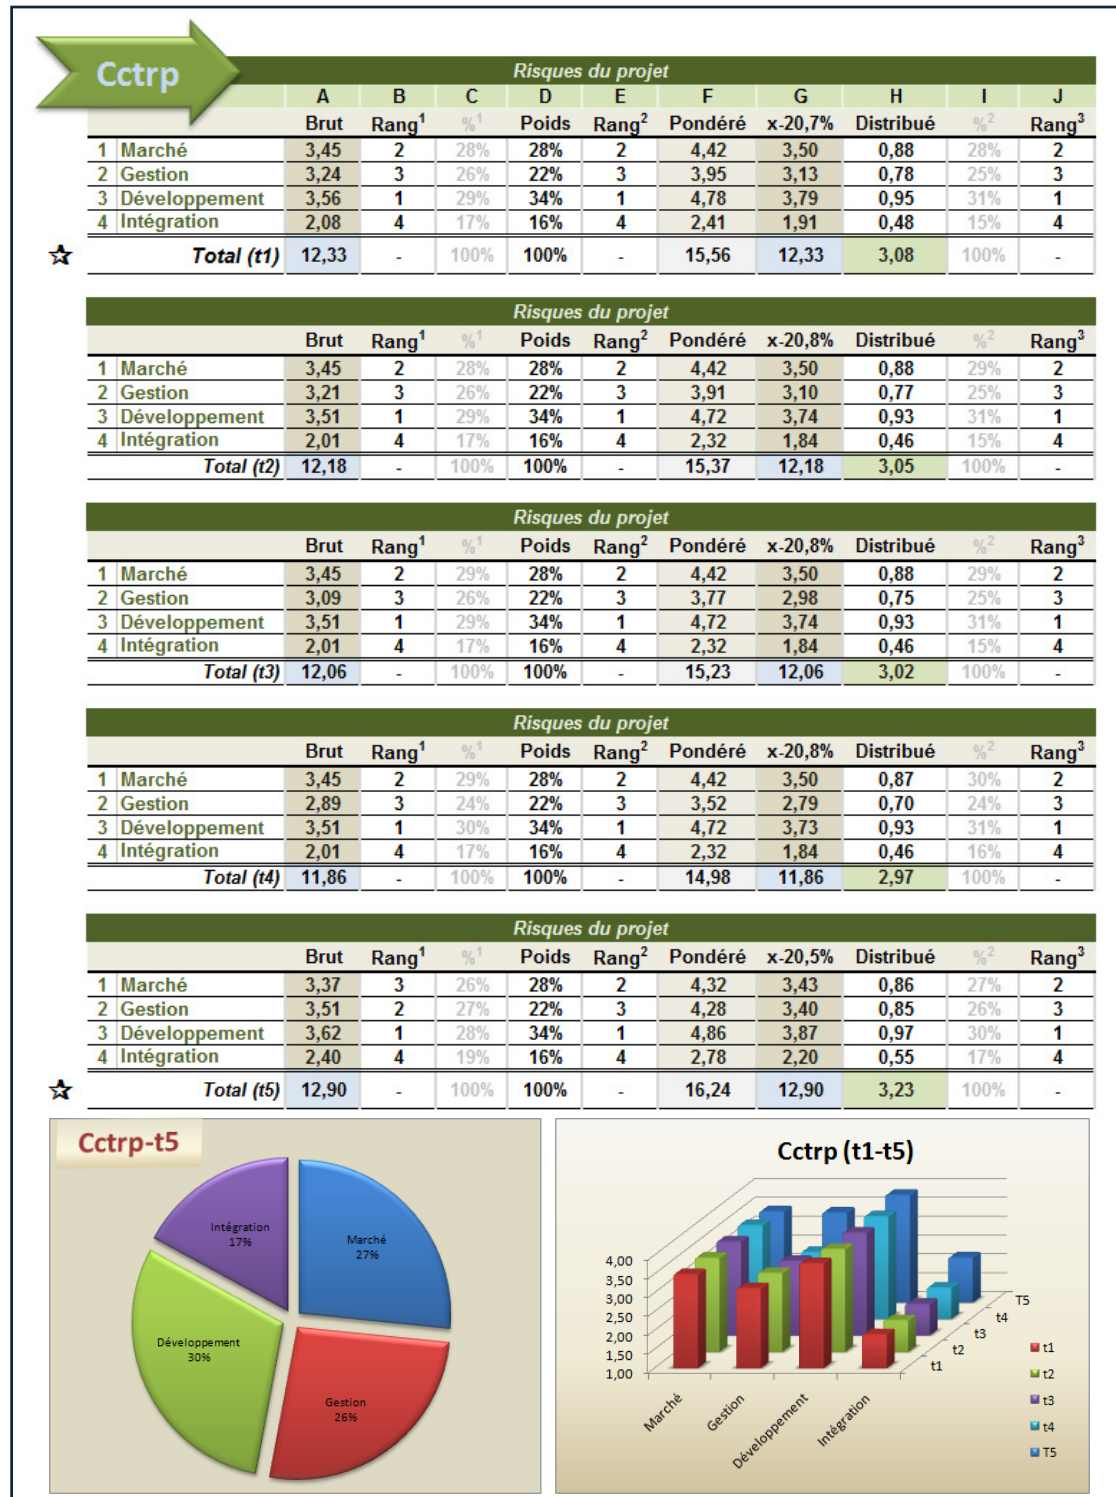 Cctrp
Risques du projet
A B C D E F G H I J
Brut Rang¹ %¹ Poids Rang² Pondéré x-20,7% Distribué %² Rang³
1 Marché 3,45 2 28% 28% 2 4,42 3,50 0,88 28% 2
2 Gestion 3,24 3 26% 22% 3 3,95 3,13 0,78 25% 3
3 Développement 3,56 1 29% 34% 1 4,78 3,79 0,95 31% 1
4 Intégration 2,08 4 17% 16% 4 2,41 1,91 0,48 15% 4
Total (t1) 12,33 - 100% 100% - 15,56 12,33 3,08 100% -
Risques du projet
Brut Rang¹ %¹ Poids Rang² Pondéré x-20,8% Distribué %² Rang³
1 Marché 3,45 2 28% 28% 2 4,42 3,50 0,88 29% 2
2 Gestion 3,21 3 26% 22% 3 3,91 3,10 0,77 25% 3
3 Développement 3,51 1 29% 34% 1 4,72 3,74 0,93 31% 1
4 Intégration 2,01 4 17% 16% 4 2,32 1,84 0,46 15% 4
Total (t2) 12,18 - 100% 100% - 15,37 12,18 3,05 100% -
Risques du projet
Brut Rang¹ %¹ Poids Rang² Pondéré x-20,8% Distribué %² Rang³
1 Marché 3,45 2 29% 28% 2 4,42 3,50 0,88 29% 2
2 Gestion 3,09 3 26% 22% 3 3,77 2,98 0,75 25% 3
3 Développement 3,51 1 29% 34% 1 4,72 3,74 0,93 31% 1
4 Intégration 2,01 4 17% 16% 4 2,32 1,84 0,46 15% 4
Total (t3) 12,06 - 100% 100% - 15,23 12,06 3,02 100% -
Risques du projet
Brut Rang¹ %¹ Poids Rang² Pondéré x-20,8% Distribué %² Rang³
1 Marché 3,45 2 29% 28% 2 4,42 3,50 0,87 30% 2
2 Gestion 2,89 3 24% 22% 3 3,52 2,79 0,70 24% 3
3 Développement 3,51 1 30% 34% 1 4,72 3,73 0,93 31% 1
4 Intégration 2,01 4 17% 16% 4 2,32 1,84 0,46 16% 4
Total (t4) 11,86 - 100% 100% - 14,98 11,86 2,97 100% -
Risques du projet
Brut Rang¹ %¹ Poids Rang² Pondéré x-20,5% Distribué %² Rang³
1 Marché 3,37 3 26% 28% 2 4,32 3,43 0,86 27% 2
2 Gestion 3,51 2 27% 22% 3 4,28 3,40 0,85 26% 3
3 Développement 3,62 1 28% 34% 1 4,86 3,87 0,97 30% 1
4 Intégration 2,40 4 19% 16% 4 2,78 2,20 0,55 17% 4
Total (t5) 12,90 - 100% 100% - 16,24 12,90 3,23 100% -
Cctrp-t5
Intégration
17%
Marché
27%
Développement
30%
Gestion
26%
Cctrp (t1-t5)
4,00
3,50
3,00
2,50
2,00
1,50
1,00
Marché
Gestion
Développement
Intégration
t1
t2
t3
t4
T5
t1
t2
t3
t4
T5